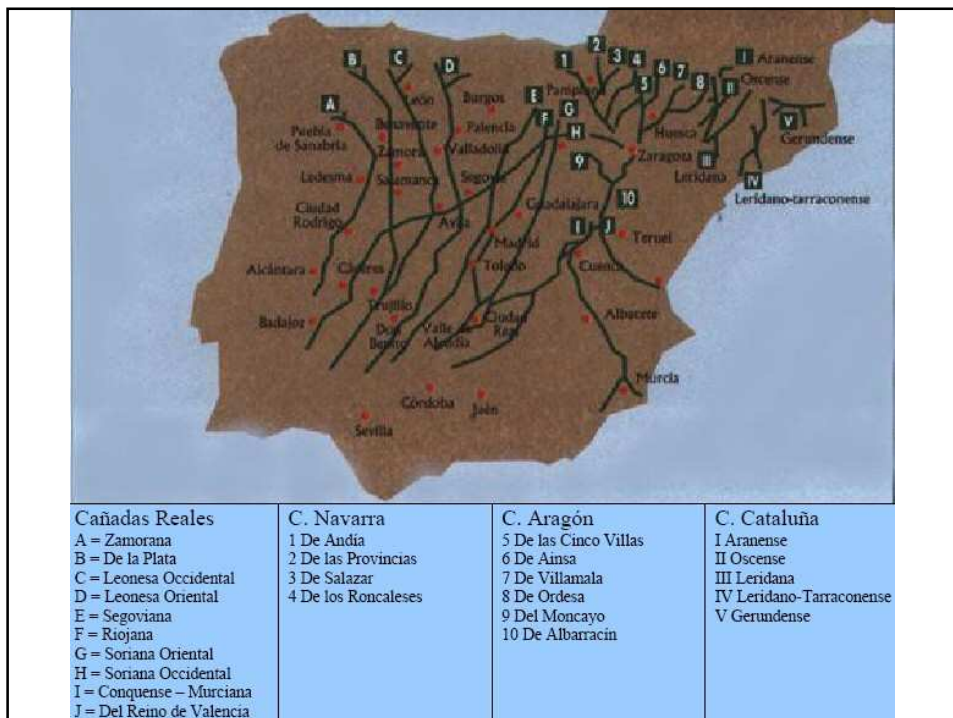 B
C
D
A
E
F
G
H
1
2
3
4
5
6
7
8
9
10
I
J
I Aranense
II Oscense
III
Leridana
IV
Leridano-tarraconense
V
Gerundense
León
Burgos
Pamplona
Puebla
de Sanabria
Benavente
Palencia
Zamora
Valladolid
Huesca
Zaragoza
Ledesma
Salamanca
Segovia
Ciudad
Rodrigo
Avila
Guadalajara
Madrid
Teruel
Alcántara
Cáceres
Toledo
Cuenca
Trujillo
Badajoz
Don
Benito
Valle de
Alcudia
Ciudad
Real
Albacete
Murcia
Córdoba
Jaén
Sevilla
Cañadas Reales
A = Zamorana
B = De la Plata
C = Leonesa Occidental
D = Leonesa Oriental
E = Segoviana
F = Riojana
G = Soriana Oriental
H = Soriana Occidental
I = Conquense – Murciana
J = Del Reino de Valencia
C. Navarra
1 De Andía
2 De las Provincias
3 De Salazar
4 De los Roncaleses
C. Aragón
5 De las Cinco Villas
6 De Ainsa
7 De Villamala
8 De Ordesa
9 Del Moncayo
10 De Albarracín
C. Cataluña
I Aranense
II Oscense
III Leridana
IV Leridano-Tarraconense
V Gerundense